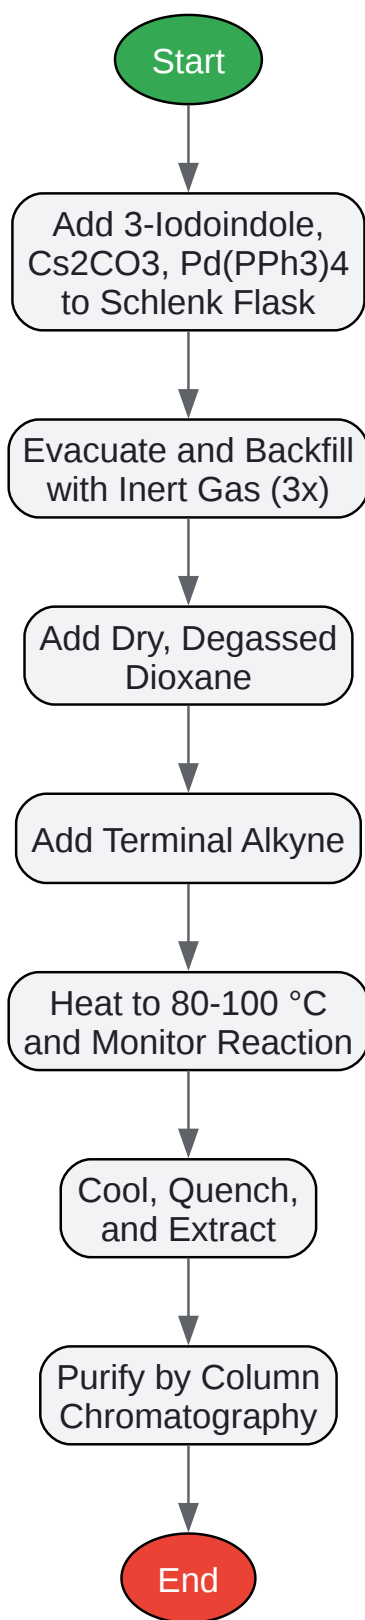 Start
Add 3-Iodoindole,
Cs2CO3, Pd(PPh3)4
to Schlenk Flask
Evacuate and Backfill
with Inert Gas (3x)
Add Dry, Degassed
Dioxane
Add Terminal Alkyne
Heat to 80-100 °C
and Monitor Reaction
Cool, Quench,
and Extract
Purify by Column
Chromatography
End